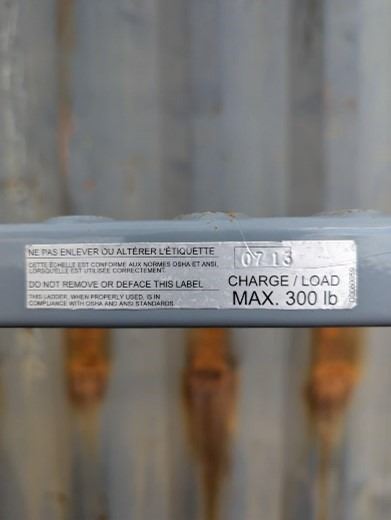 NE PAS ENLEVER OU ALTÉRER L'ÉTIQUETTE
CETTE ÉCHELLE EST CONFORME AUX NORMES OSHA ET ANSI,
LORSQUELLE EST UTILISÉE CORRECTEMENT.
DO NOT REMOVE OR DEFACE THIS LABEL
THIS LADDER, WHEN PROPERLY USED, IS IN
COMPLIANCE WITH OSHA AND ANSI STANDARDS.
07 13
CHARGE / LOAD
MAX. 300 lb